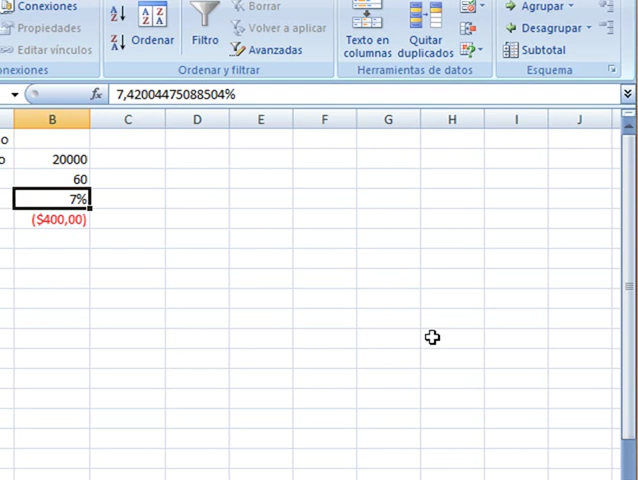 Conexiones
Propiedades
Editar vínculos
onexiones
Ordenar
Filtro
Borrar
Volver a aplicar
Avanzadas
Ordenar y filtrar
Texto en
columnas
Quitar
duplicados
Herramientas de datos
Agrupar
Desagrupar
Subtotal
Esquema
fx 7,42004475088504%
B C D E F G H I J
o
o 20000
60
7%
($400,00)